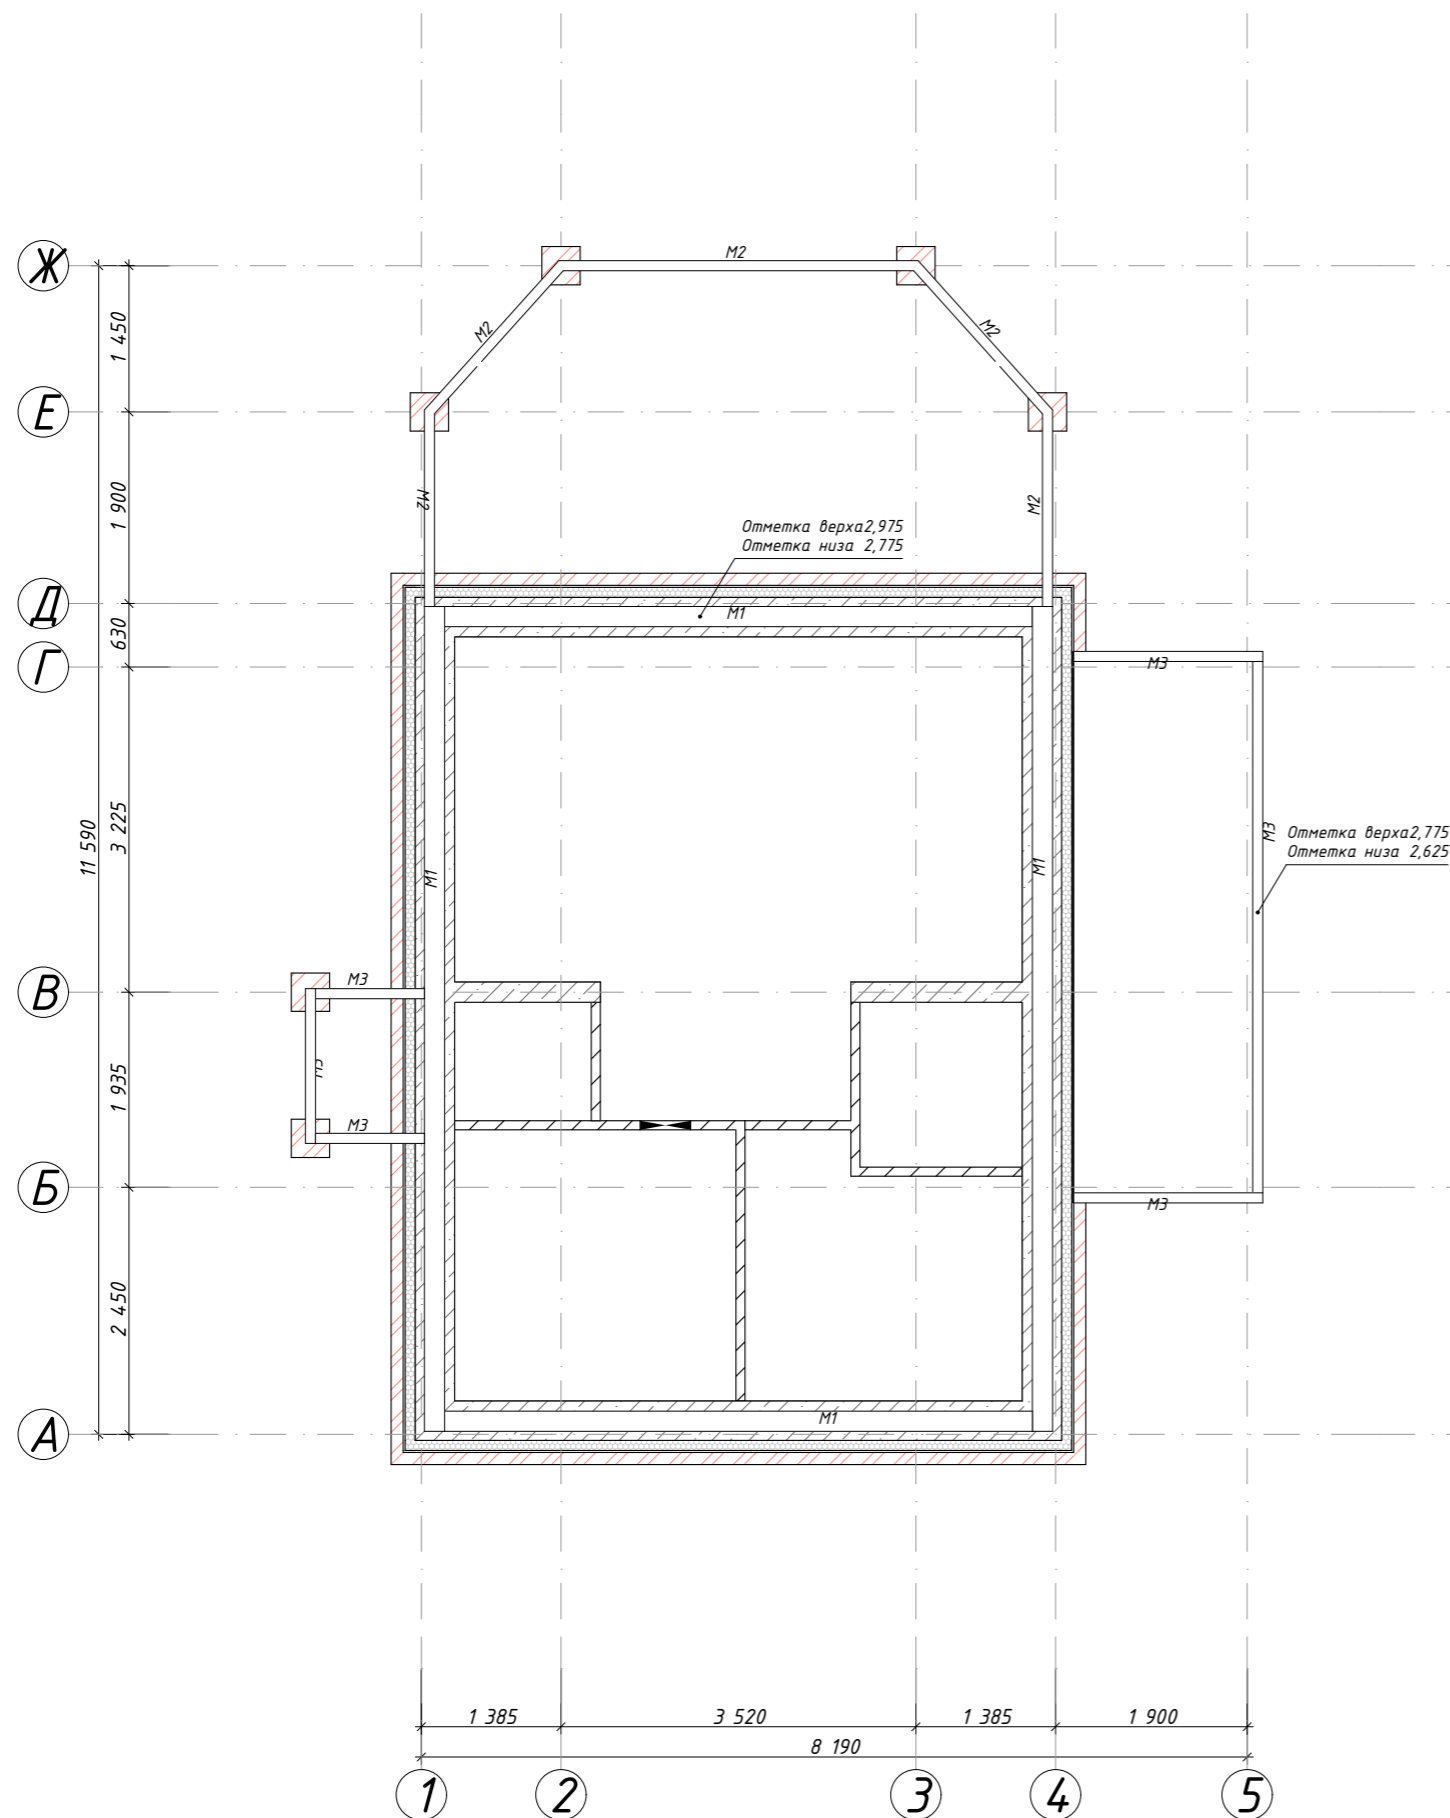 Ж
М2
1 450
М2
М2
Е
1 900
М2
М2
Отметка верха2,975
Отметка низа 2,775
Д
М1
630
Г
М3
3 225
11 590
М1
М1
М3
Отметка верха2,775
Отметка низа 2,625
В
М3
1 935
М3
Б
М3
2 450
А
М1
1 385
3 520
1 385
1 900
8 190
1
2
3
4
5